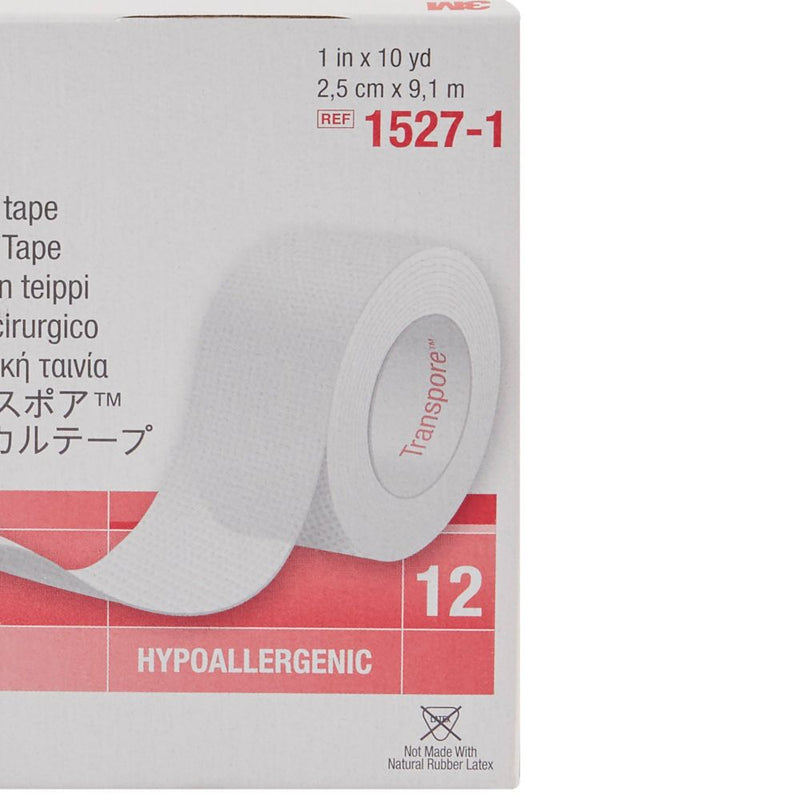 3M
1 in x 10 yd
2,5 cm x 9,1 m
REF 1527-1
tape
Tape
n teippi
cirurgico
κή ταινία
スポア™
カルテープ
Transpore™
12
HYPOALLERGENIC
LATEX
Not Made With
Natural Rubber Latex